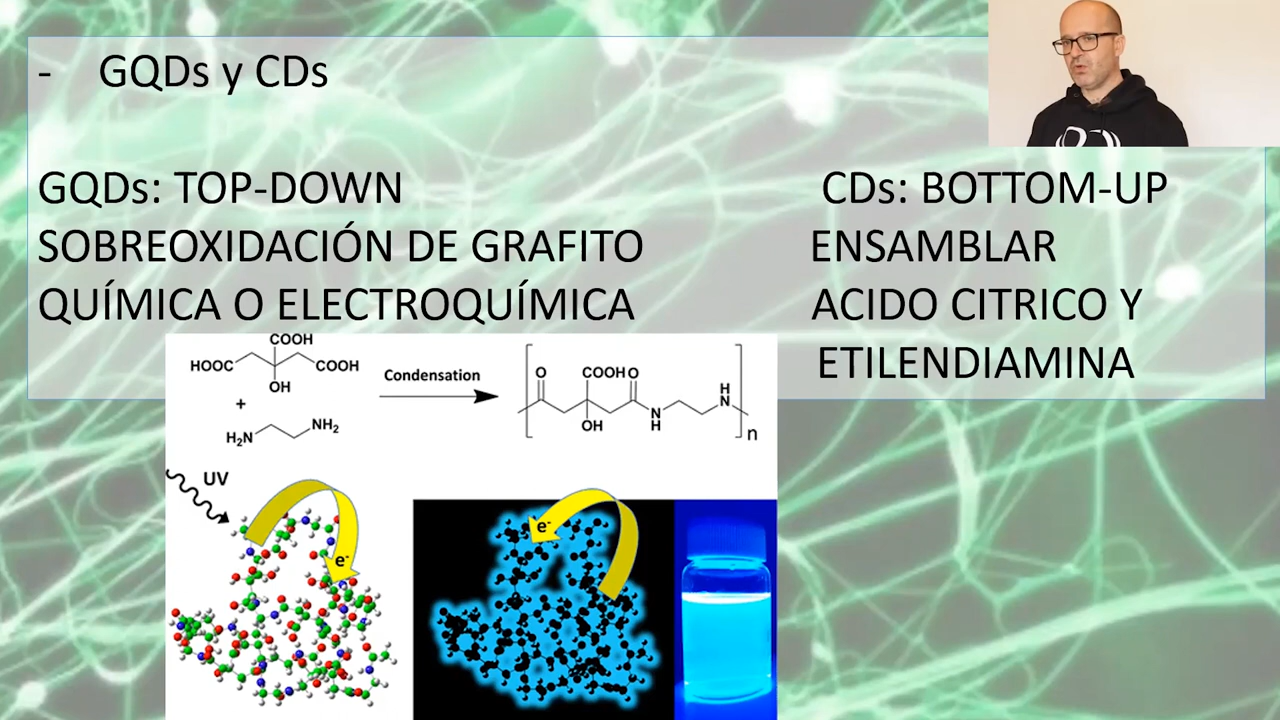 - GQDs y CDs
GQDs: TOP-DOWN
SOBREOXIDACIÓN DE GRAFITO
QUÍMICA O ELECTROQUÍMICA
CDs: BOTTOM-UP
ENSAMBLAR
ACIDO CITRICO Y
ETILENDIAMINA
COOH
HOOC COOH
OH
+
H₂N NH₂
Condensation
O COOH O
N H
H N
OH
n
UV
e⁻
e⁻